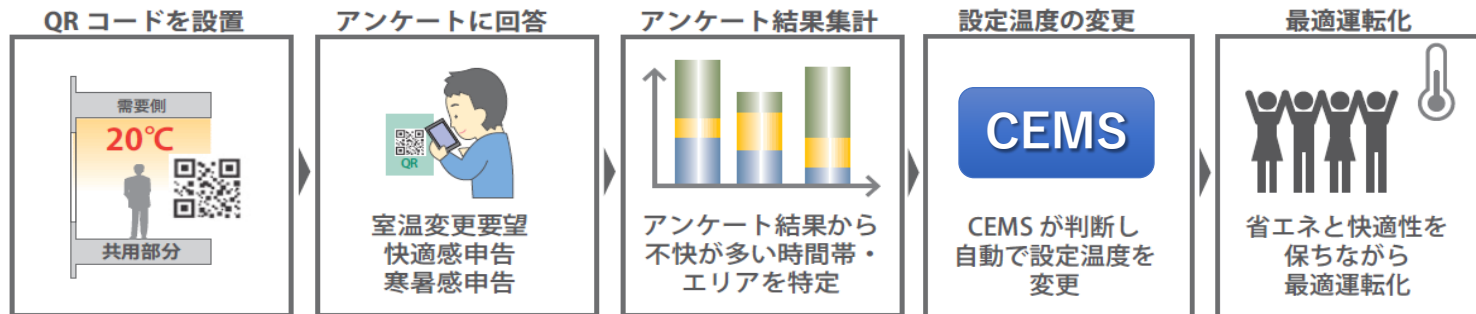 QR コードを設置
需要側
20℃
共用部分
アンケートに回答
QR
室温変更要望
快適感申告
寒暑感申告
アンケート結果集計
アンケート結果から
不快が多い時間帯・
エリアを特定
設定温度の変更
CEMS
CEMS が判断し
自動で設定温度を
変更
最適運転化
省エネと快適性を
保ちながら
最適運転化